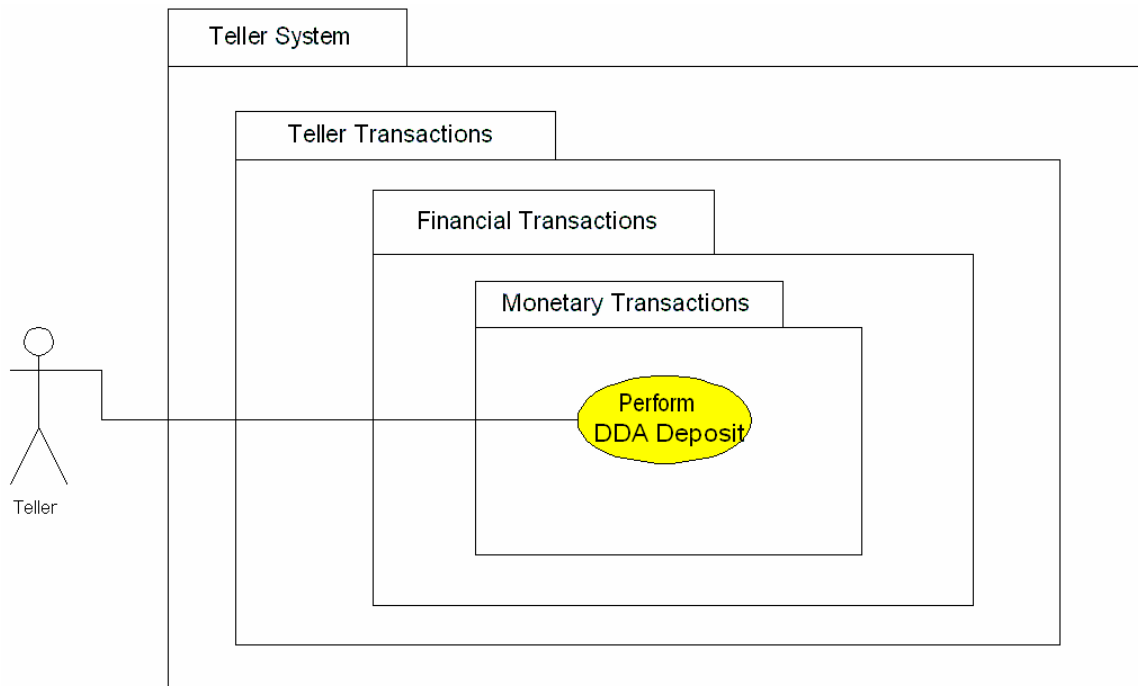 Teller System
Teller Transactions
Financial Transactions
Monetary Transactions
Perform
DDA Deposit
Teller